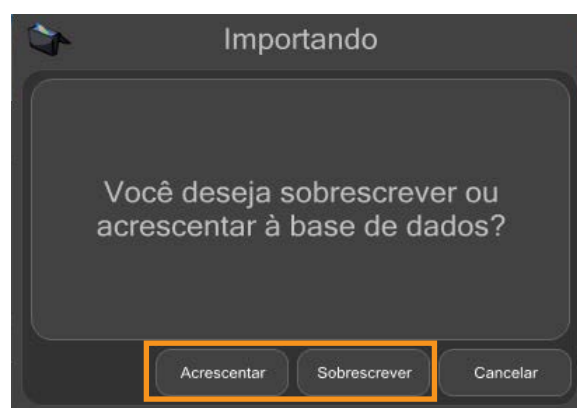 Importando
Você deseja sobrescrever ou
acrescentar à base de dados?
Acrescentar Sobrescrever Cancelar